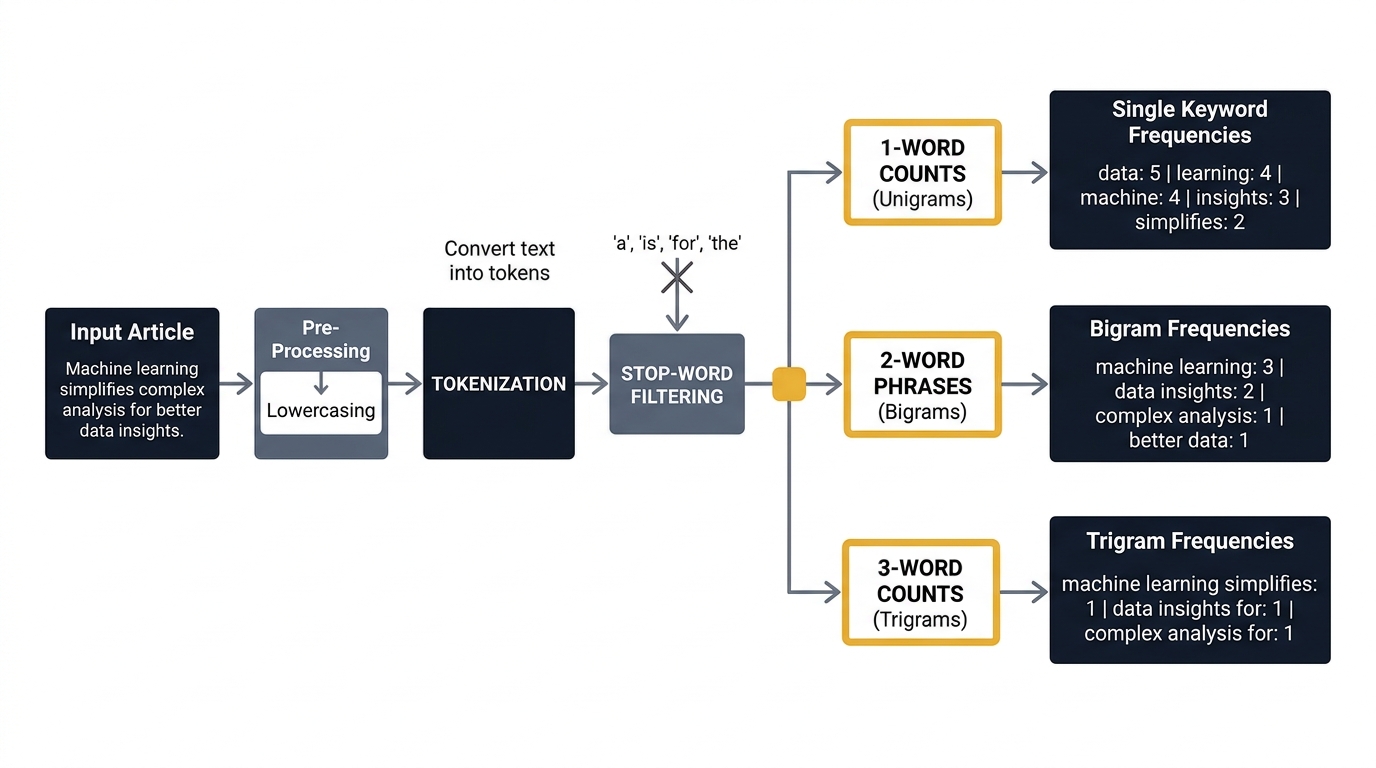 Input Article
Machine learning
simplifies complex
analysis for better
data insights.
Pre-
Processing
Lowercasing
Convert text
into tokens
TOKENIZATION
'a', 'is', 'for', 'the'
STOP-WORD
FILTERING
1-WORD
COUNTS
(Unigrams)
Single Keyword
Frequencies
data: 5 | learning: 4 |
machine: 4 | insights: 3 |
simplifies: 2
2-WORD
PHRASES
(Bigrams)
Bigram Frequencies
machine learning: 3 |
data insights: 2 |
complex analysis: 1 |
better data: 1
3-WORD
COUNTS
(Trigrams)
Trigram Frequencies
machine learning simplifies:
1 | data insights for: 1 |
complex analysis for: 1